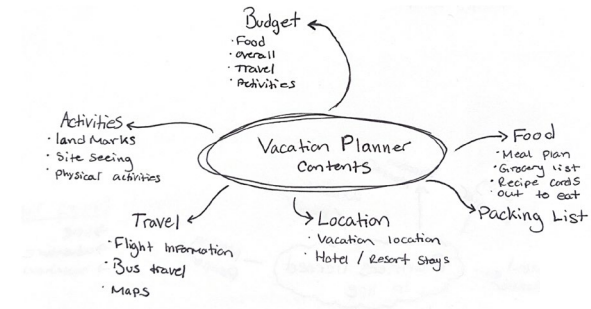 Budget
· Food
· overall
· Travel
· Activities
Activities
· land Marks
· Site Seeing
· Physical activities
Vacation Planner
Contents
Food
· Meal plan
· Grocery list
· Recipe cards
· out to eat
Packing List
Travel
· Flight Information
· Bus travel
· Maps
Location
· Vacation location
· Hotel / Resort Stays